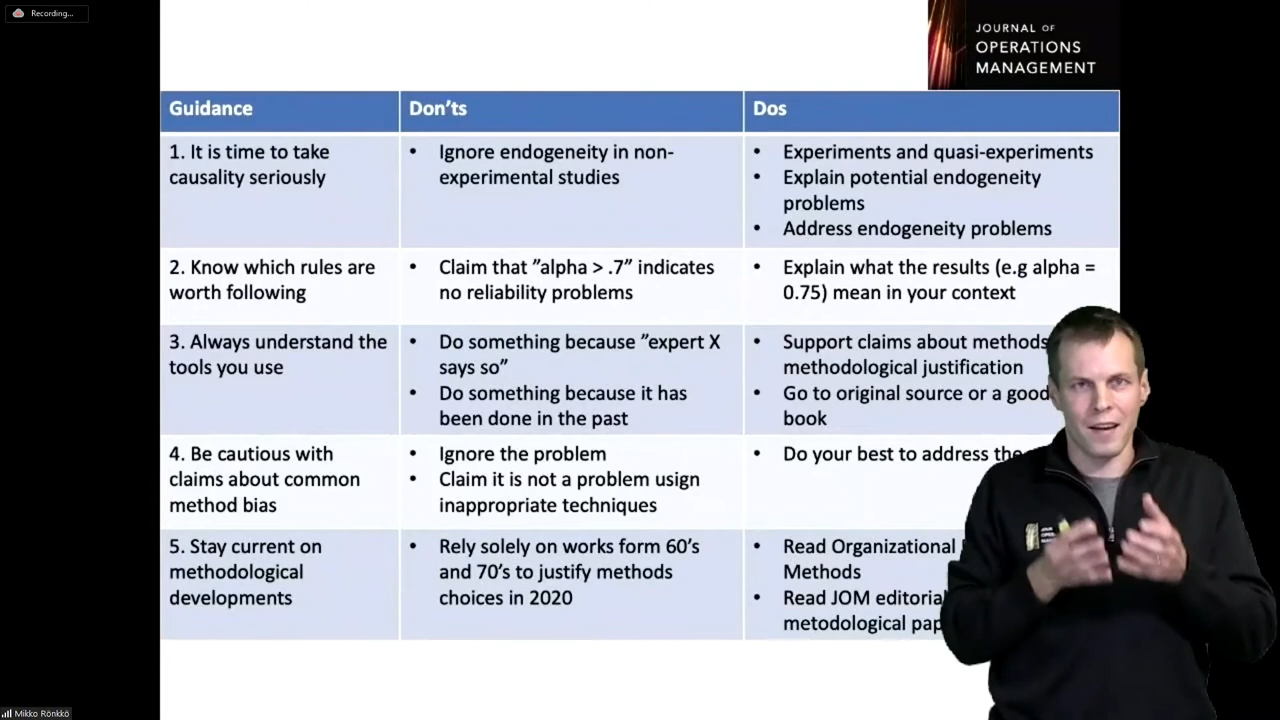 Recording...
JOURNAL OF
OPERATIONS
MANAGEMENT
Guidance
Don'ts
Dos
1. It is time to take
causality seriously
• Ignore endogeneity in non-
experimental studies
• Experiments and quasi-experiments
• Explain potential endogeneity
problems
• Address endogeneity problems
2. Know which rules are
worth following
• Claim that ”alpha > .7” indicates
no reliability problems
• Explain what the results (e.g alpha =
0.75) mean in your context
3. Always understand the
tools you use
• Do something because ”expert X
says so”
• Do something because it has
been done in the past
• Support claims about methods
methodological justification
• Go to original source or a good
book
4. Be cautious with
claims about common
method bias
• Ignore the problem
• Claim it is not a problem usign
inappropriate techniques
• Do your best to address the
5. Stay current on
methodological
developments
• Rely solely on works form 60's
and 70's to justify methods
choices in 2020
• Read Organizational
Methods
• Read JOM editorial
metodological pap
Mikko Rönkkö